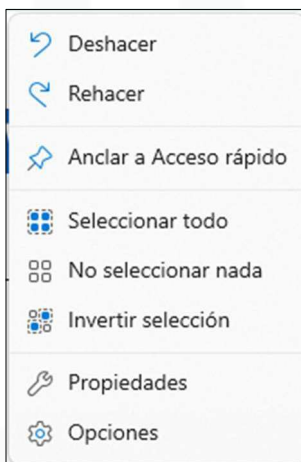 Deshacer
Rehacer
Anclar a Acceso rápido
Seleccionar todo
No seleccionar nada
Invertir selección
Propiedades
Opciones